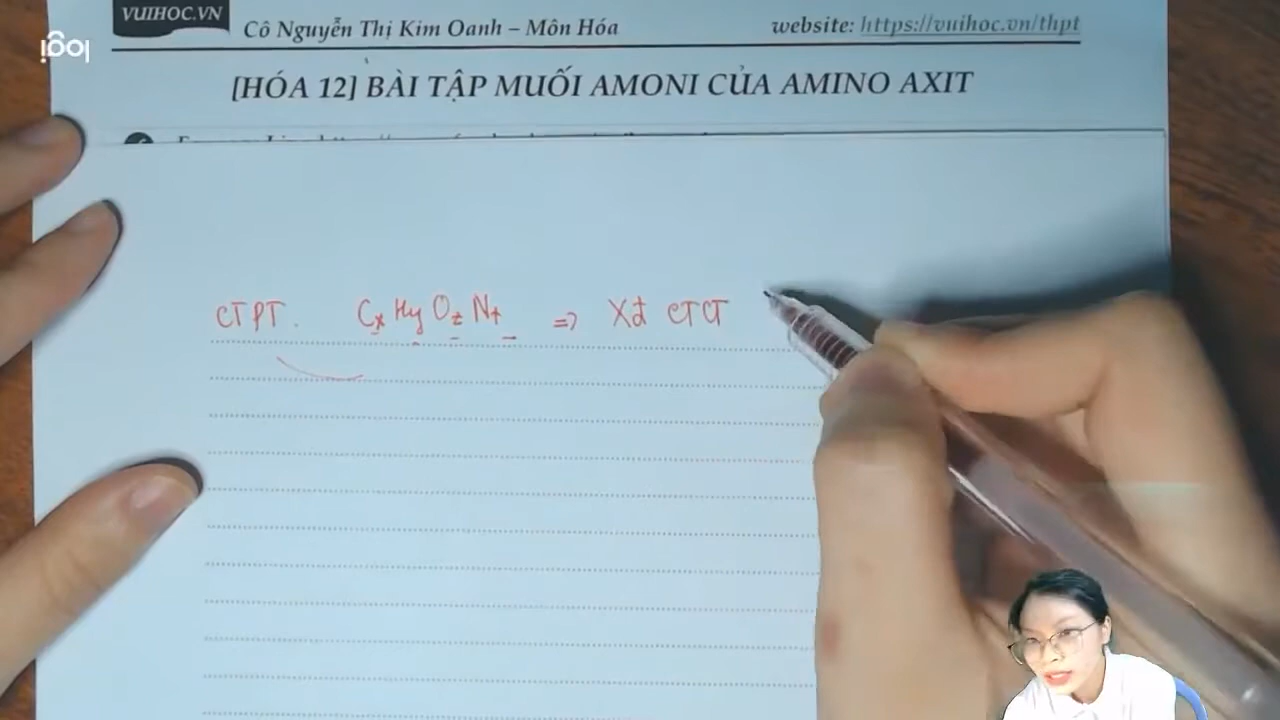 VUIHOC.VN
Cô Nguyễn Thị Kim Oanh – Môn Hóa
website: https://vuihoc.vn/thpt
logi
[HÓA 12] BÀI TẬP MUỐI AMONI CỦA AMINO AXIT
CTPT. CxHyOzNt => Xđ CTCT